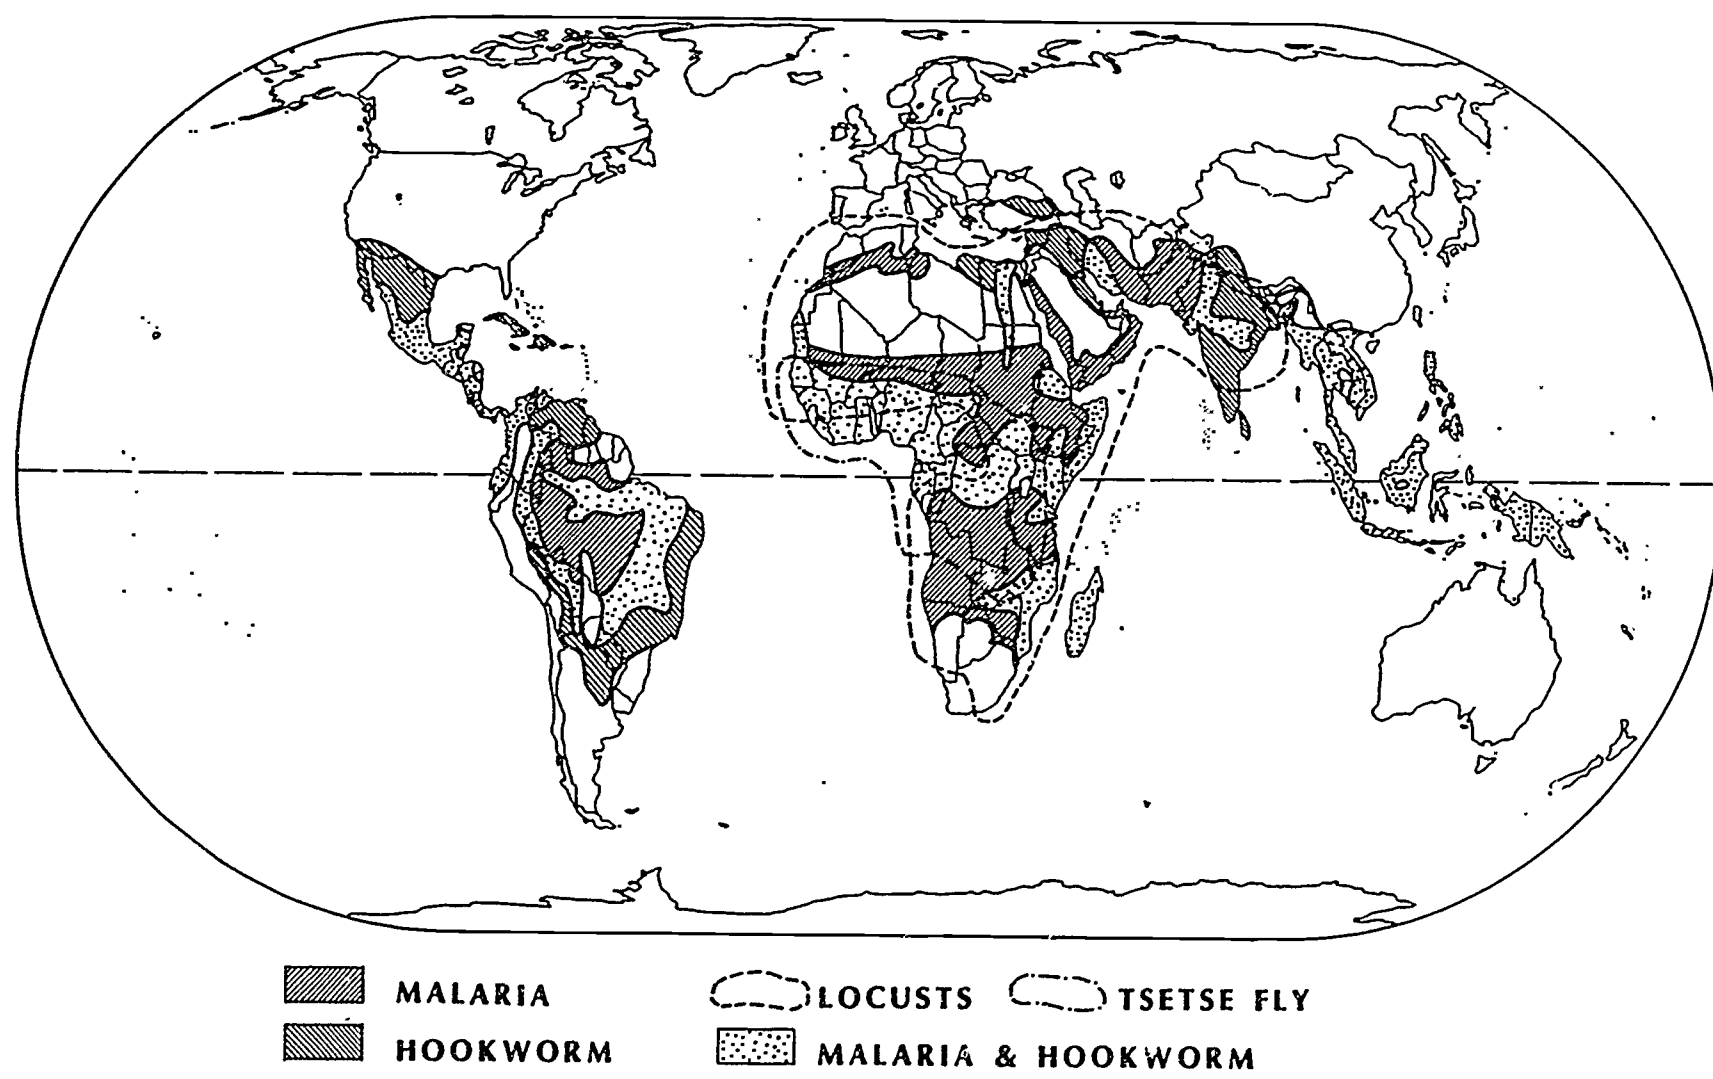 MALARIA
HOOKWORM
LOCUSTS
TSETSE FLY
MALARIA & HOOKWORM